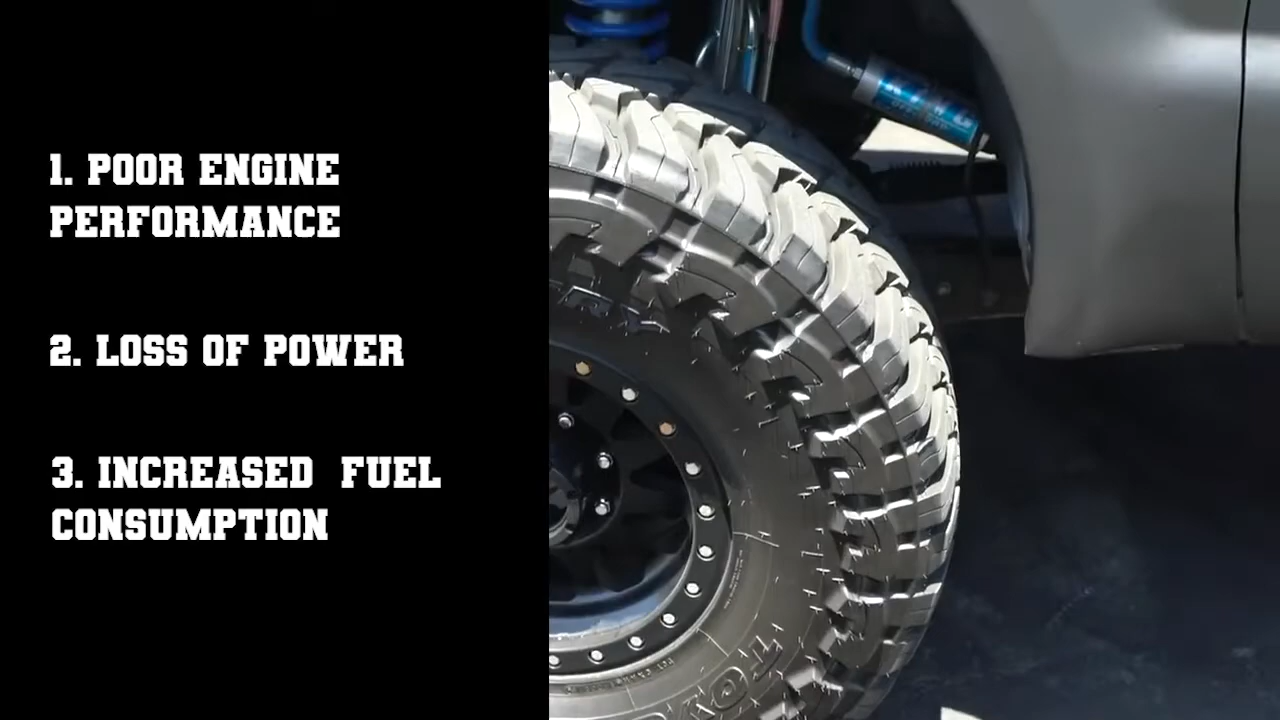 1. POOR ENGINE
PERFORMANCE
2. LOSS OF POWER
3. INCREASED  FUEL
CONSUMPTION